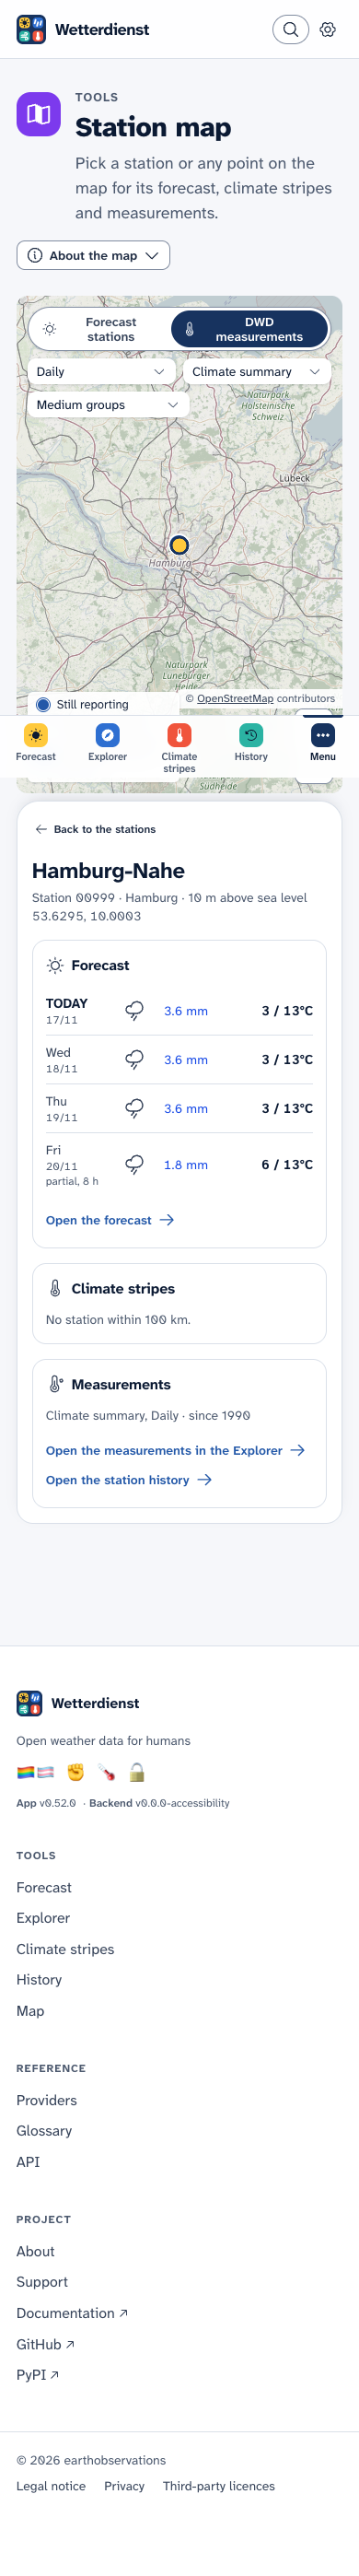 Wetterdienst
TOOLS
Station map
Pick a station or any point on the
map for its forecast, climate stripes
and measurements.
About the map
Forecast
stations
DWD
measurements
Daily
Climate summary
Medium groups
Naturpark
Holsteinische
Schweiz
Lübeck
Hamburg
Naturpark
Luneburger
Heide
Still reporting
© OpenStreetMap contributors
Forecast
Explorer
Climate
stripes
History
Menu
Südheide
Back to the stations
Hamburg-Nahe
Station 00999 · Hamburg · 10 m above sea level
53.6295, 10.0003
Forecast
TODAY
17/11
3.6 mm
3 / 13°C
Wed
18/11
3.6 mm
3 / 13°C
Thu
19/11
3.6 mm
3 / 13°C
Fri
20/11
partial, 8 h
1.8 mm
6 / 13°C
Open the forecast
Climate stripes
No station within 100 km.
Measurements
Climate summary, Daily · since 1990
Open the measurements in the Explorer
Open the station history
Wetterdienst
Open weather data for humans
App v0.52.0 · Backend v0.0.0-accessibility
TOOLS
Forecast
Explorer
Climate stripes
History
Map
REFERENCE
Providers
Glossary
API
PROJECT
About
Support
Documentation ↗
GitHub ↗
PyPI ↗
© 2026 earthobservations
Legal notice Privacy Third-party licences